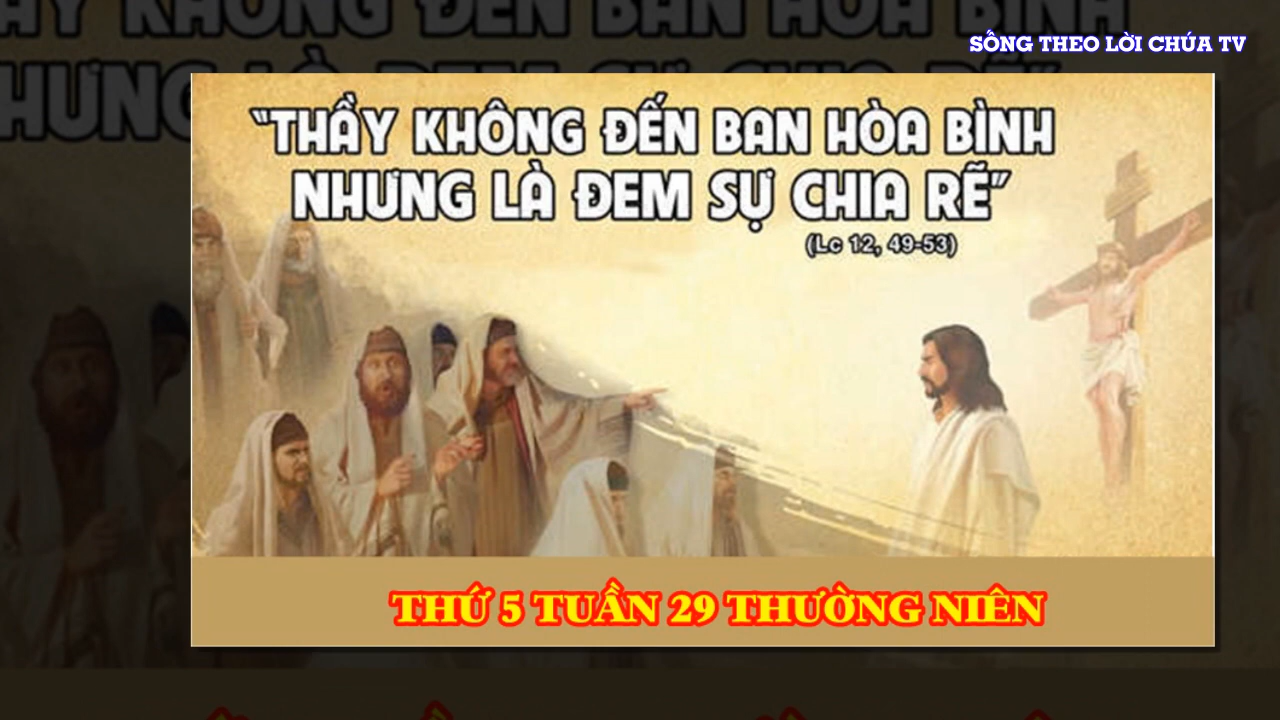 SỐNG THEO LỜI CHÚA TV
“THẦY KHÔNG ĐẾN BAN HÒA BÌNH
NHƯNG LÀ ĐEM SỰ CHIA RẼ”
(Lc 12, 49-53)
THỨ 5 TUẦN 29 THƯỜNG NIÊN